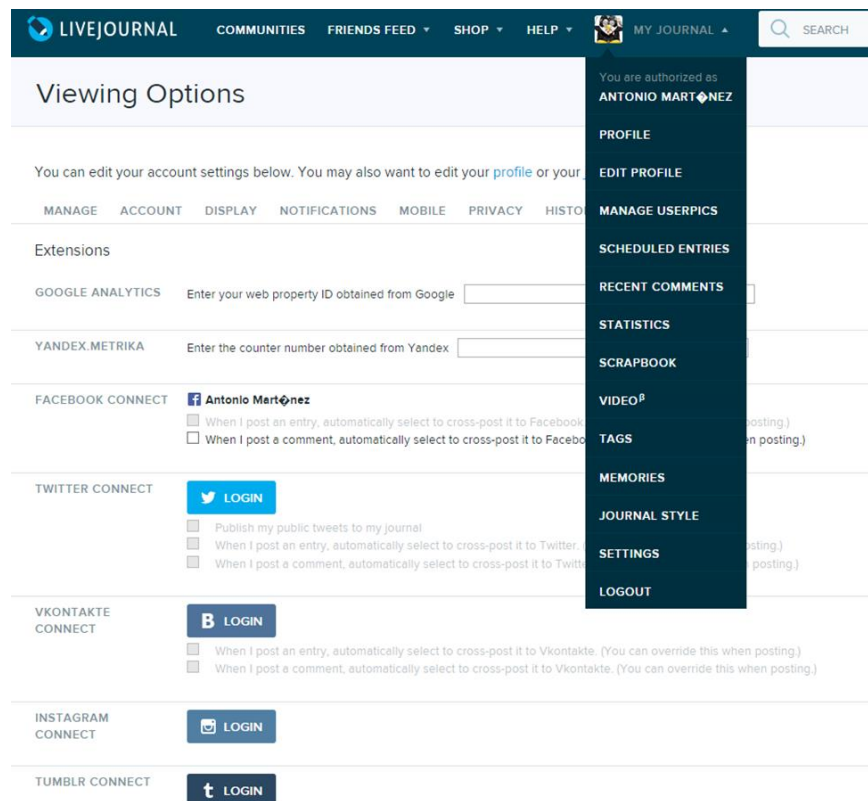 LIVEJOURNAL COMMUNITIES FRIENDS FEED SHOP HELP MY JOURNAL SEARCH
You are authorized as
ANTONIO MART�NEZ
PROFILE
EDIT PROFILE
MANAGE USERPICS
SCHEDULED ENTRIES
RECENT COMMENTS
STATISTICS
SCRAPBOOK
VIDEOβ
TAGS
MEMORIES
JOURNAL STYLE
SETTINGS
LOGOUT
Viewing Options
You can edit your account settings below. You may also want to edit your profile or your
MANAGE ACCOUNT DISPLAY NOTIFICATIONS MOBILE PRIVACY HISTO
Extensions
GOOGLE ANALYTICS Enter your web property ID obtained from Google
YANDEX.METRIKA Enter the counter number obtained from Yandex
FACEBOOK CONNECT Antonio Mart�nez
When I post an entry, automatically select to cross-post it to Facebook. posting.)
When I post a comment, automatically select to cross-post it to Facebo n posting.)
TWITTER CONNECT LOGIN
Publish my public tweets to my journal
When I post an entry, automatically select to cross-post it to Twitter. osting.)
When I post a comment, automatically select to cross-post it to Twitte posting.)
VKONTAKTE
CONNECT
B LOGIN
When I post an entry, automatically select to cross-post it to Vkontakte. (You can override this when posting.)
When I post a comment, automatically select to cross-post it to Vkontakte. (You can override this when posting.)
INSTAGRAM
CONNECT
LOGIN
TUMBLR CONNECT t LOGIN